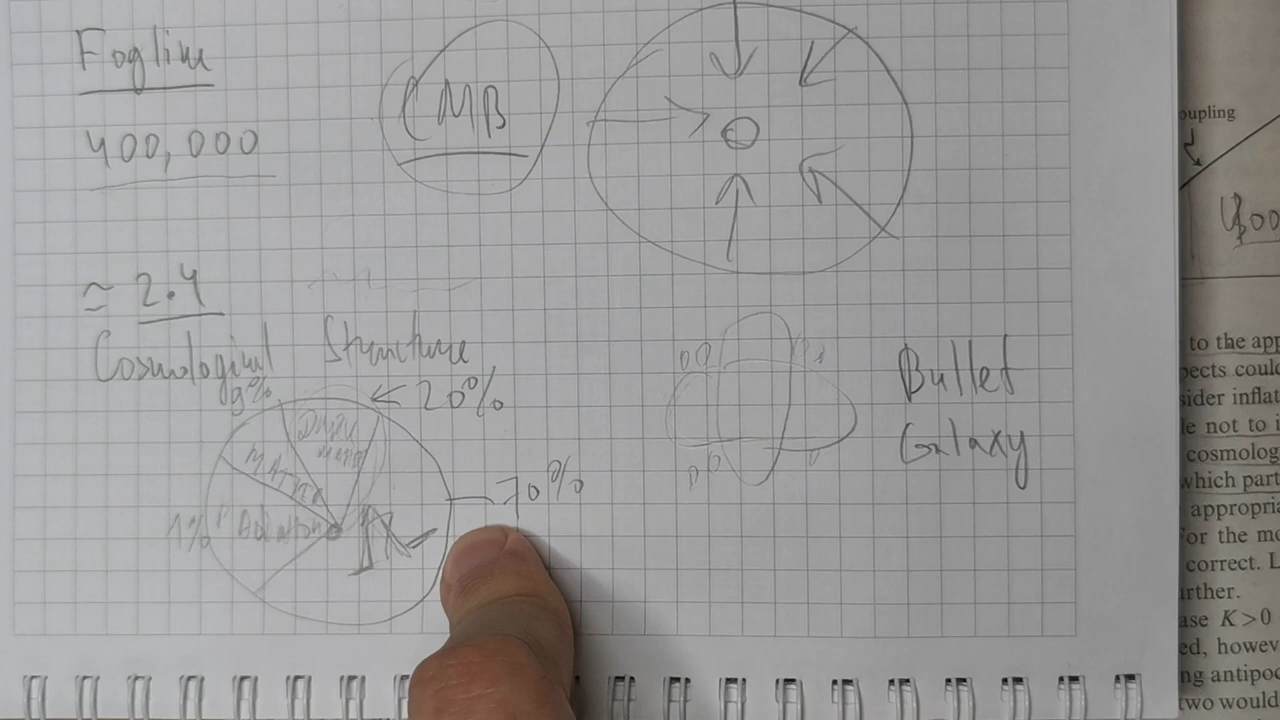 Fogline
400,000
CMB
≃ 2.4
Cosmological Structure
9%
← 20%
DARK
MATTER
70%
1% Radiation
Bullet
Galaxy
oupling
to the app
pects could
sider inflat
le not to i
cosmolog
which part
appropria
For the mo
correct. L
urther.
ase K>0
ed, howev
ng antipod
two would